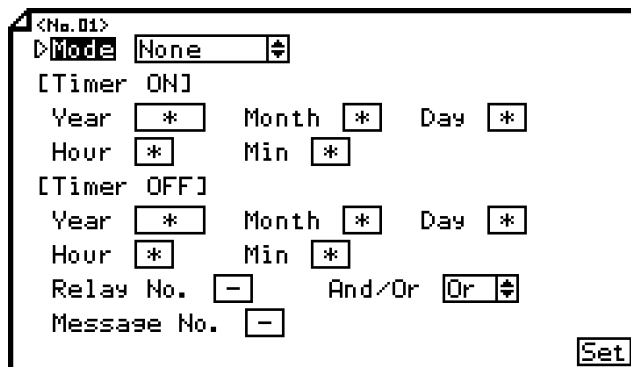 <No.01>
Mode None
[Timer ON]
Year * Month * Day *
Hour * Min *
[Timer OFF]
Year * Month * Day *
Hour * Min *
Relay No. - And/Or Or
Message No. -
Set